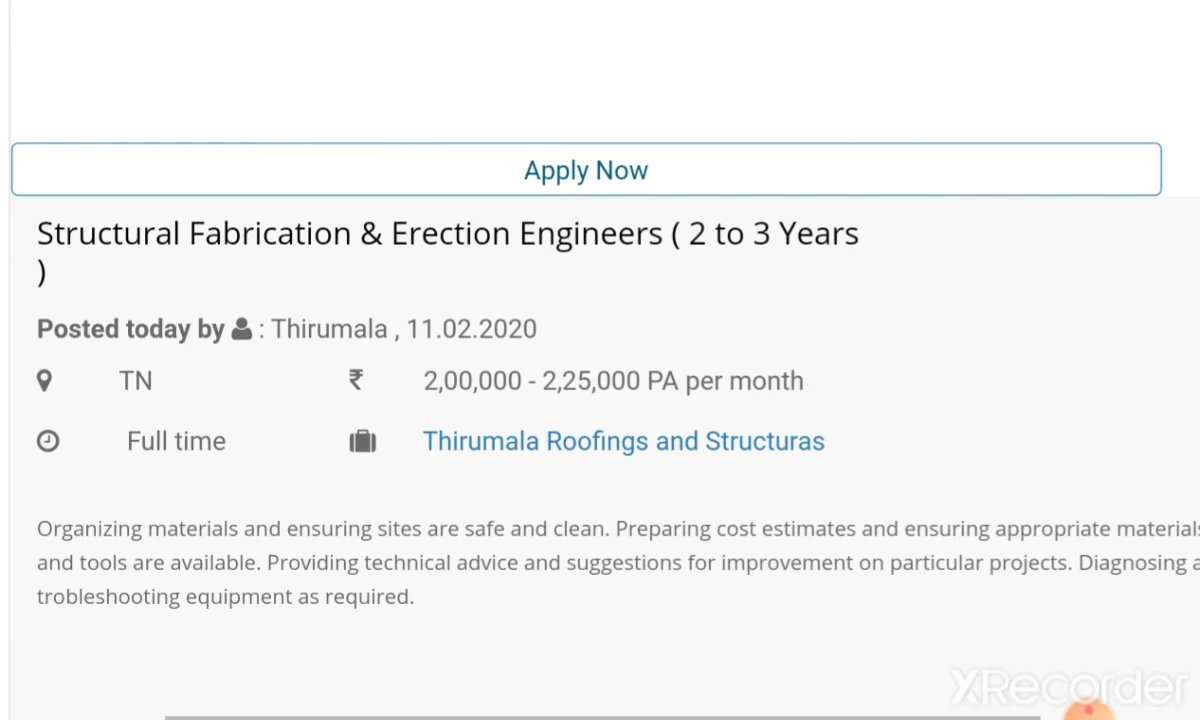 Apply Now
Structural Fabrication & Erection Engineers ( 2 to 3 Years
)
Posted today by : Thirumala , 11.02.2020
TN ₹ 2,00,000 - 2,25,000 PA per month
Full time Thirumala Roofings and Structuras
Organizing materials and ensuring sites are safe and clean. Preparing cost estimates and ensuring appropriate materials
and tools are available. Providing technical advice and suggestions for improvement on particular projects. Diagnosing a
trobleshooting equipment as required.
XRecorder